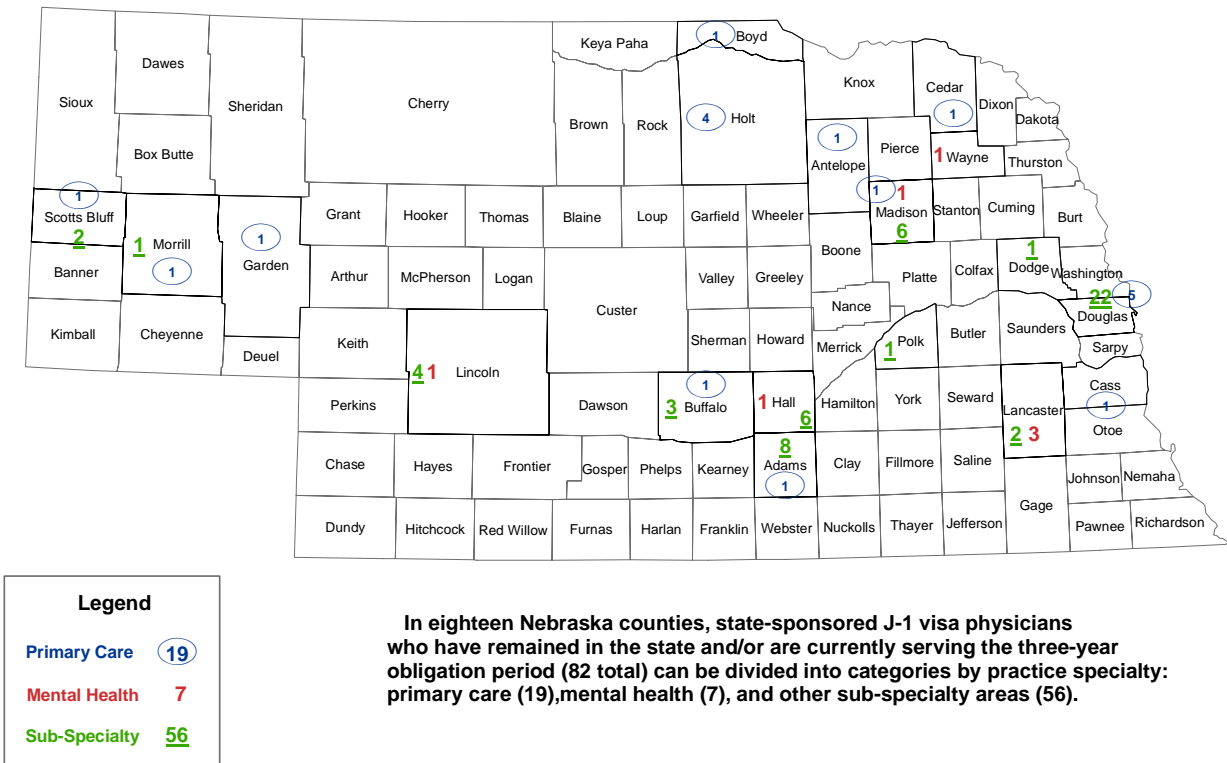 Keya Paha
1 Boyd
Dawes
Knox
Cedar
Sioux
Sheridan
Cherry
Dixon
1
4 Holt
Dakota
Brown
Rock
1
Pierce
Box Butte
Antelope
1 Wayne
Thurston
1
1 1
Scotts Bluff
Grant
Hooker
Thomas
Blaine
Loup
Garfield
Wheeler
Madison
Stanton
Cuming
Burt
2
1 Morrill
1
6
Boone
1
Banner
1
Garden
Arthur
McPherson
Logan
Valley
Greeley
Platte
Colfax
Dodge
Washington
22 5
Kimball
Cheyenne
Custer
Nance
Douglas
Keith
Sherman
Howard
Merrick
1 Polk
Butler
Saunders
Sarpy
Deuel
4 1 Lincoln
1
Cass
Perkins
Dawson
3 Buffalo
1 Hall
6
Hamilton
York
Seward
Lancaster
1
2 3
Otoe
8
Chase
Hayes
Frontier
Gosper
Phelps
Kearney
Adams
1
Clay
Fillmore
Saline
Johnson
Nemaha
Gage
Dundy
Hitchcock
Red Willow
Furnas
Harlan
Franklin
Webster
Nuckolls
Thayer
Jefferson
Pawnee
Richardson
Legend
Primary Care 19
Mental Health 7
Sub-Specialty 56
In eighteen Nebraska counties, state-sponsored J-1 visa physicians
who have remained in the state and/or are currently serving the three-year
obligation period (82 total) can be divided into categories by practice specialty:
primary care (19),mental health (7), and other sub-specialty areas (56).